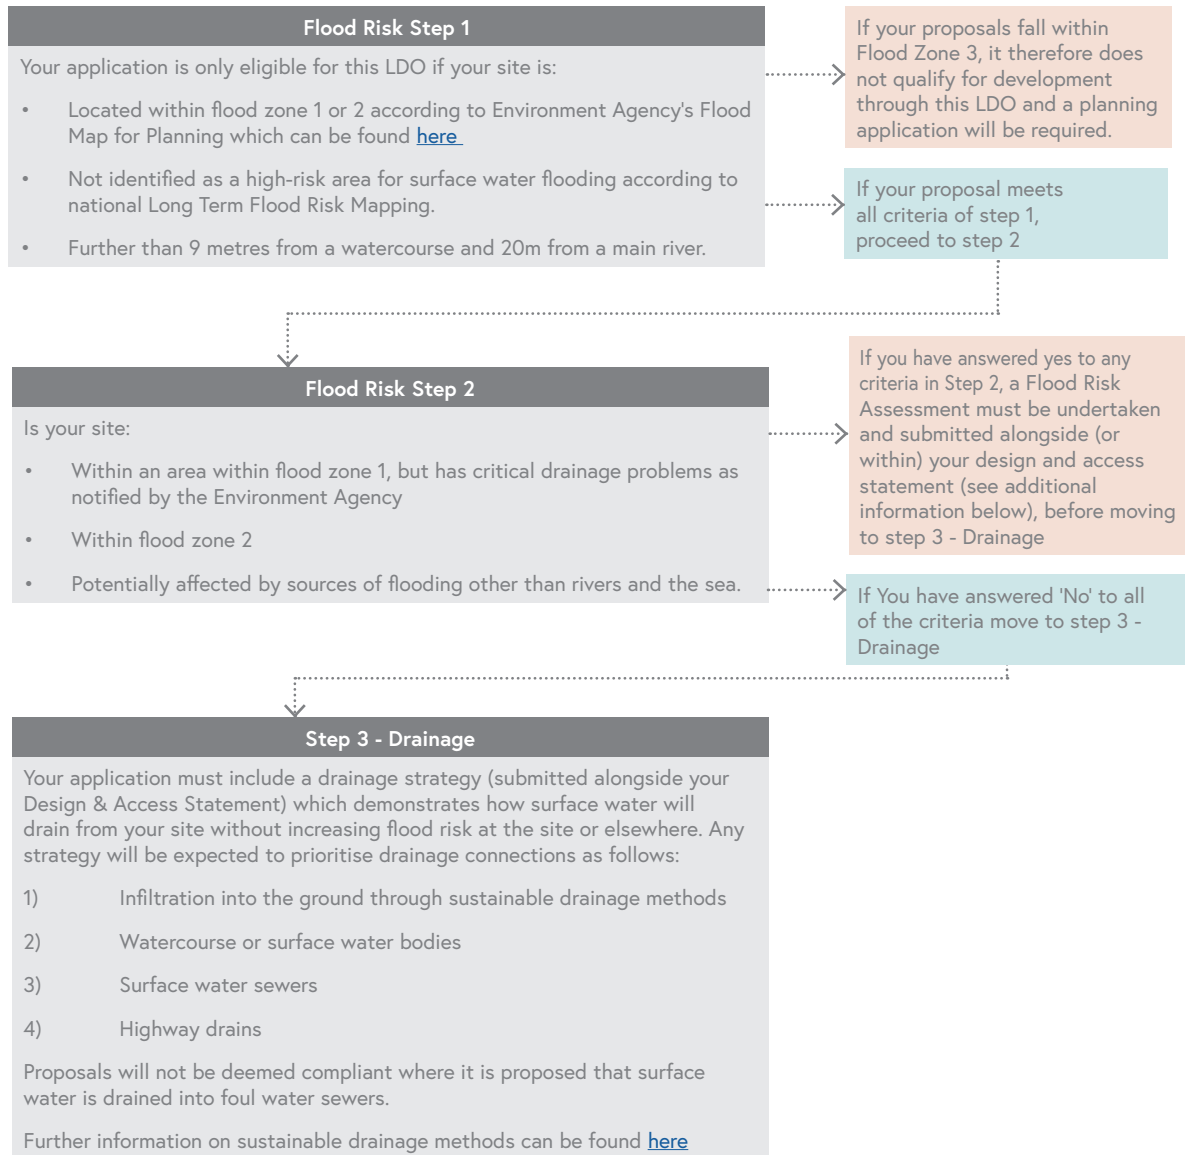 Flood Risk Step 1
Your application is only eligible for this LDO if your site is:
• Located within flood zone 1 or 2 according to Environment Agency's Flood
Map for Planning which can be found here
• Not identified as a high-risk area for surface water flooding according to
national Long Term Flood Risk Mapping.
• Further than 9 metres from a watercourse and 20m from a main river.
If your proposals fall within
Flood Zone 3, it therefore does
not qualify for development
through this LDO and a planning
application will be required.
If your proposal meets
all criteria of step 1,
proceed to step 2
Flood Risk Step 2
Is your site:
• Within an area within flood zone 1, but has critical drainage problems as
notified by the Environment Agency
• Within flood zone 2
• Potentially affected by sources of flooding other than rivers and the sea.
If you have answered yes to any
criteria in Step 2, a Flood Risk
Assessment must be undertaken
and submitted alongside (or
within) your design and access
statement (see additional
information below), before moving
to step 3 - Drainage
If You have answered 'No' to all
of the criteria move to step 3 -
Drainage
Step 3 - Drainage
Your application must include a drainage strategy (submitted alongside your
Design & Access Statement) which demonstrates how surface water will
drain from your site without increasing flood risk at the site or elsewhere. Any
strategy will be expected to prioritise drainage connections as follows:
1) Infiltration into the ground through sustainable drainage methods
2) Watercourse or surface water bodies
3) Surface water sewers
4) Highway drains
Proposals will not be deemed compliant where it is proposed that surface
water is drained into foul water sewers.
Further information on sustainable drainage methods can be found here